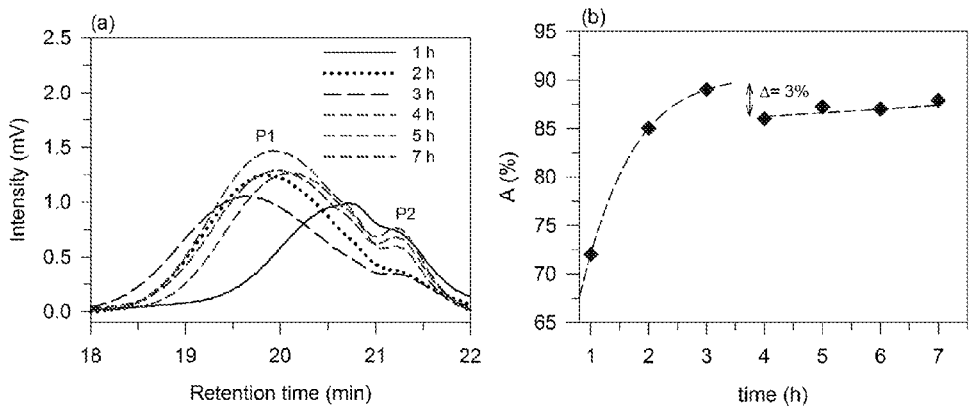 (a)
2.5
2.0
1.5
1.0
0.5
0.0
18
19
20
21
22
Intensity (mV)
Retention time (min)
1 h
2 h
3 h
4 h
5 h
7 h
P1
P2
(b)
95
90
85
80
75
70
65
1
2
3
4
5
6
7
A (%)
time (h)
Δ= 3%